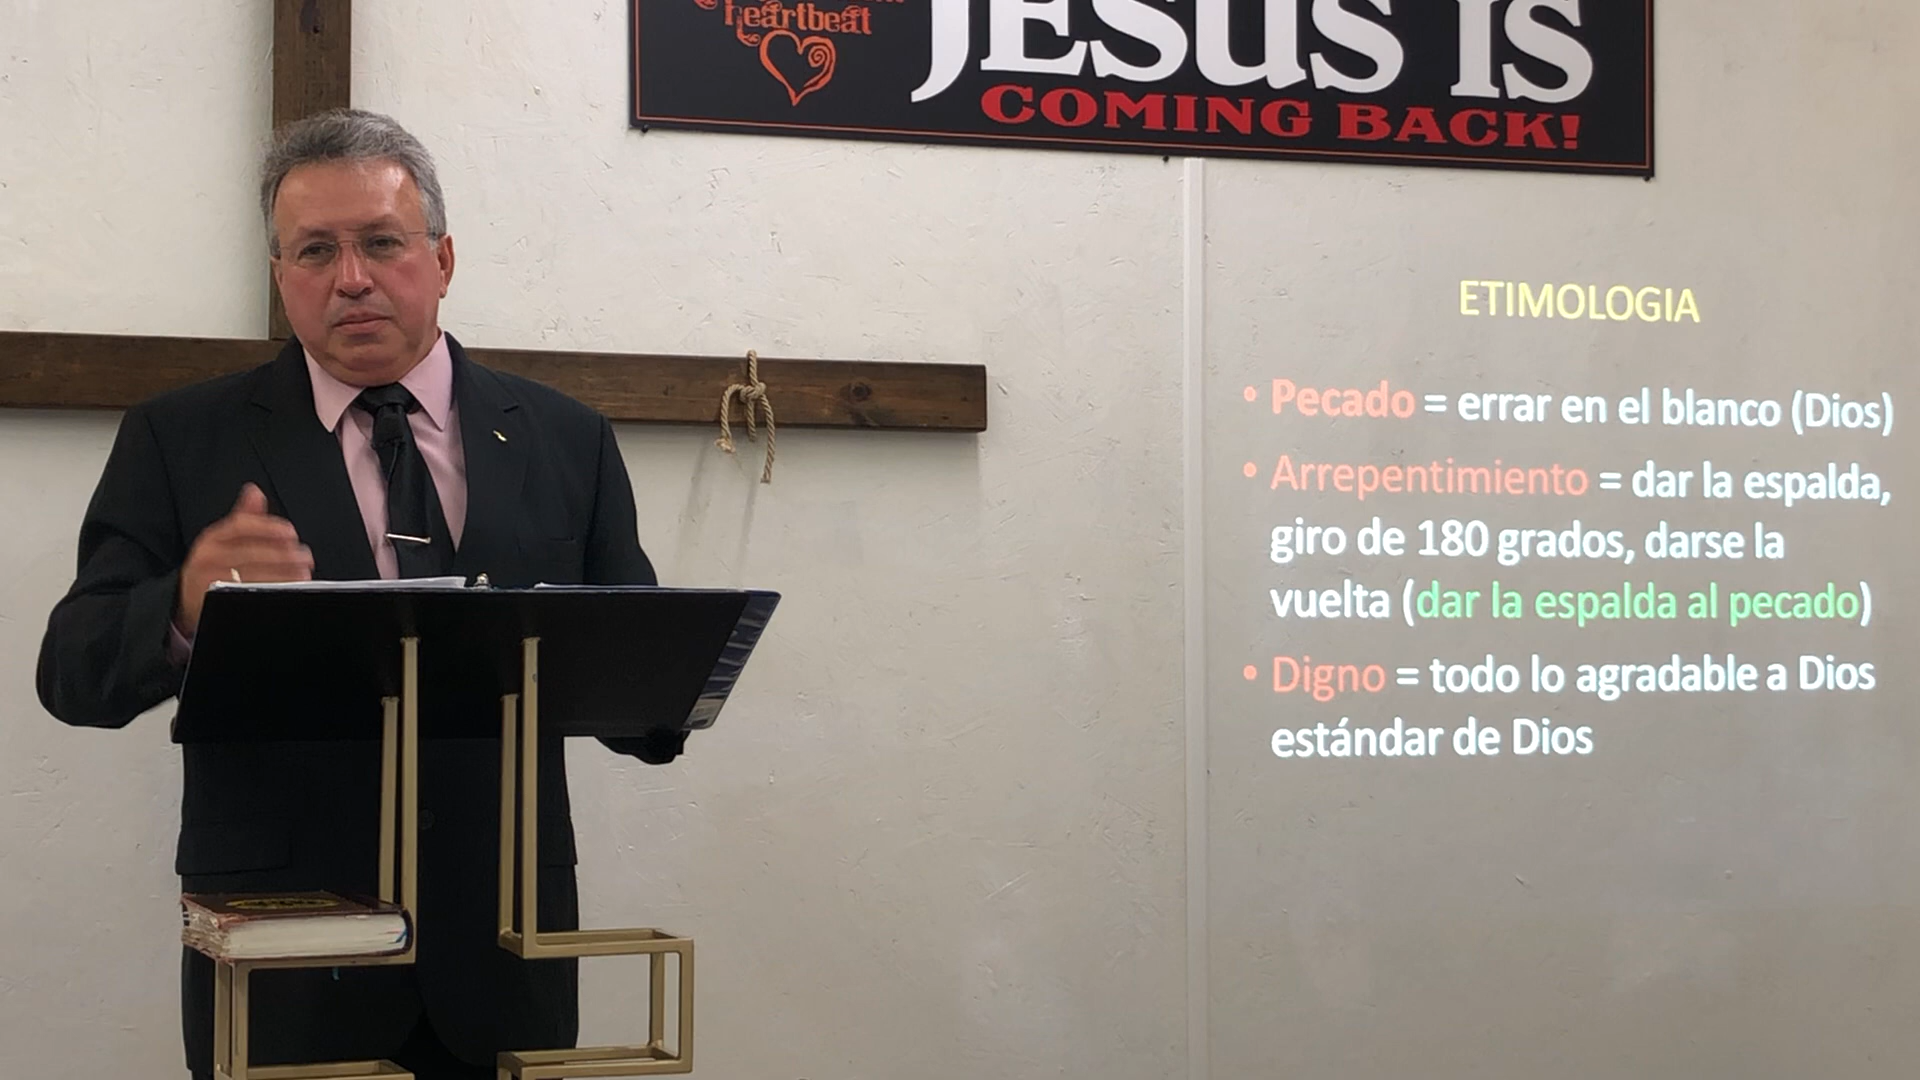 heartbeat
JESUS IS
COMING BACK!
ETIMOLOGIA
• Pecado = errar en el blanco (Dios)
• Arrepentimiento = dar la espalda,
giro de 180 grados, darse la
vuelta (dar la espalda al pecado)
• Digno = todo lo agradable a Dios
estándar de Dios